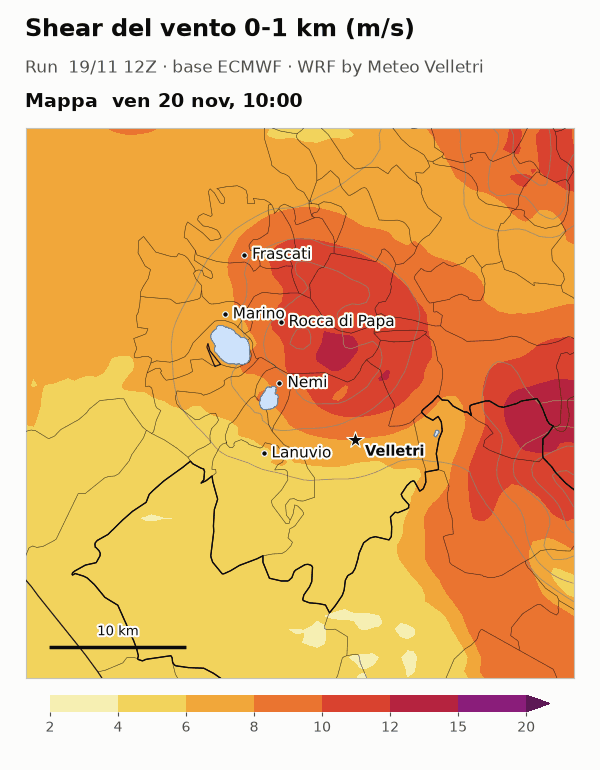 Shear del vento 0-1 km (m/s)
Run  19/11 12Z · base ECMWF · WRF by Meteo Velletri
Mappa  ven 20 nov, 10:00
Frascati
Marino
Rocca di Papa
Nemi
Velletri
Lanuvio
10 km
2 4 6 8 10 12 15 20